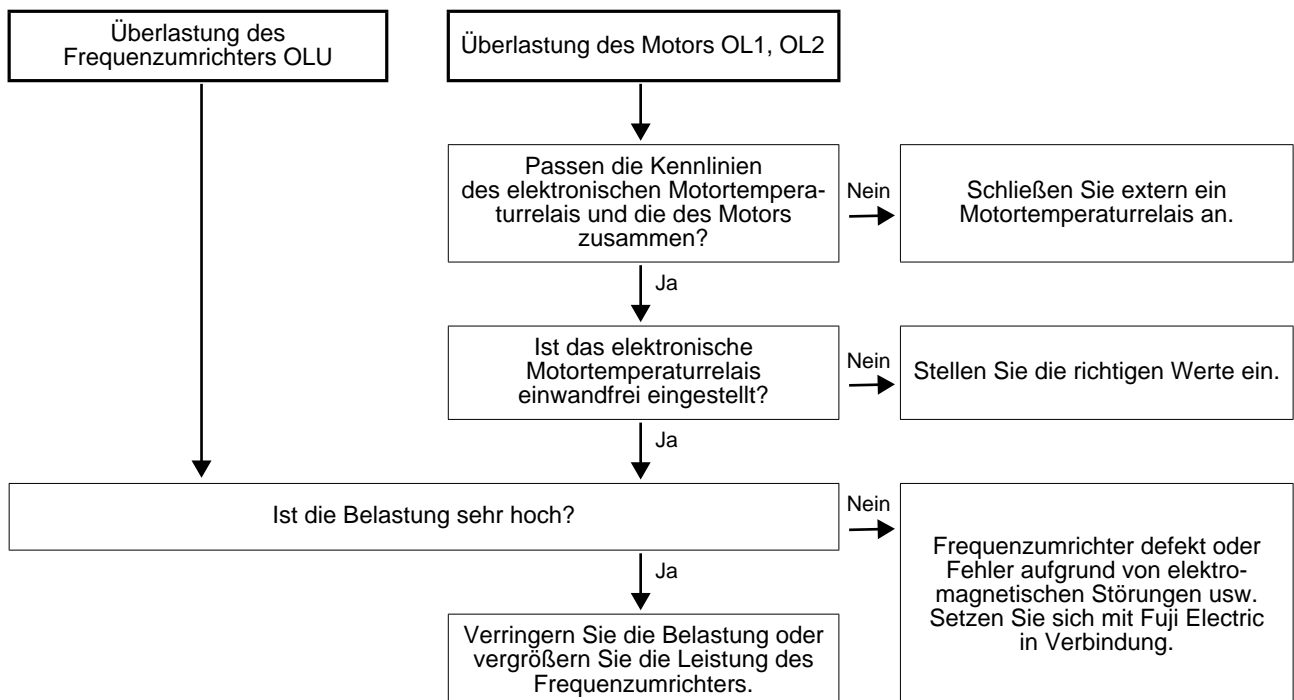 Überlastung des
Frequenzumrichters OLU
Überlastung des Motors OL1, OL2
Passen die Kennlinien
des elektronischen Motortempera-
turrelais und die des Motors
zusammen?
Nein
Schließen Sie extern ein
Motortemperaturrelais an.
Ja
Ist das elektronische
Motortemperaturrelais
einwandfrei eingestellt?
Nein
Stellen Sie die richtigen Werte ein.
Ja
Ist die Belastung sehr hoch?
Nein
Frequenzumrichter defekt oder
Fehler aufgrund von elektro-
magnetischen Störungen usw.
Setzen Sie sich mit Fuji Electric
in Verbindung.
Ja
Verringern Sie die Belastung oder
vergrößern Sie die Leistung des
Frequenzumrichters.